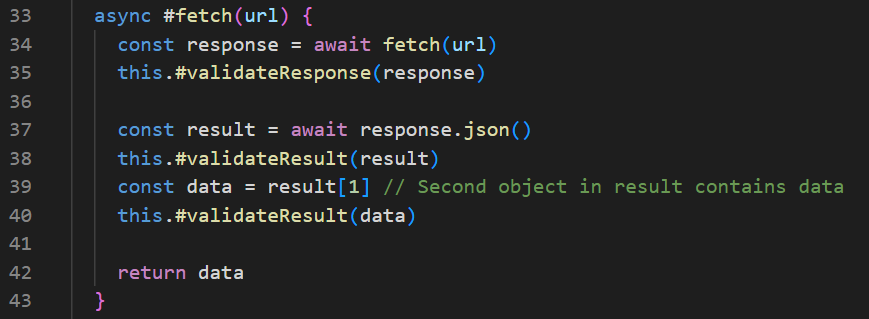 33 async #fetch(url) {
34 const response = await fetch(url)
35 this.#validateResponse(response)
36
37 const result = await response.json()
38 this.#validateResult(result)
39 const data = result[1] // Second object in result contains data
40 this.#validateResult(data)
41
42 return data
43 }